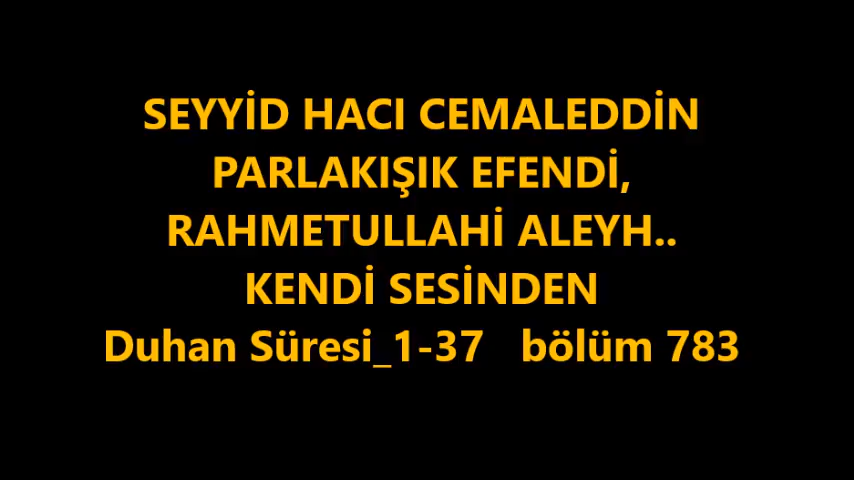 SEYYİD HACI CEMALEDDİN
PARLAKIŞIK EFENDİ,
RAHMETULLAHİ ALEYH..
KENDİ SESİNDEN
Duhan Süresi_1-37 bölüm 783